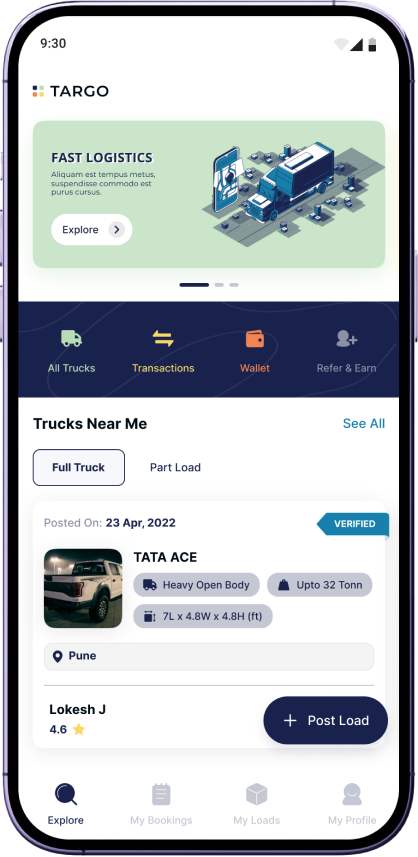 9:30
TARGO
FAST LOGISTICS
Aliquam est tempus metus,
suspendisse commodo est
purus cursus.
Explore
All Trucks
Transactions
Wallet
Refer & Earn
Trucks Near Me
See All
Full Truck
Part Load
Posted On: 23 Apr, 2022
VERIFIED
TATA ACE
Heavy Open Body
Upto 32 Tonn
7L x 4.8W x 4.8H (ft)
Pune
Lokesh J
4.6
Post Load
Explore
My Bookings
My Loads
My Profile